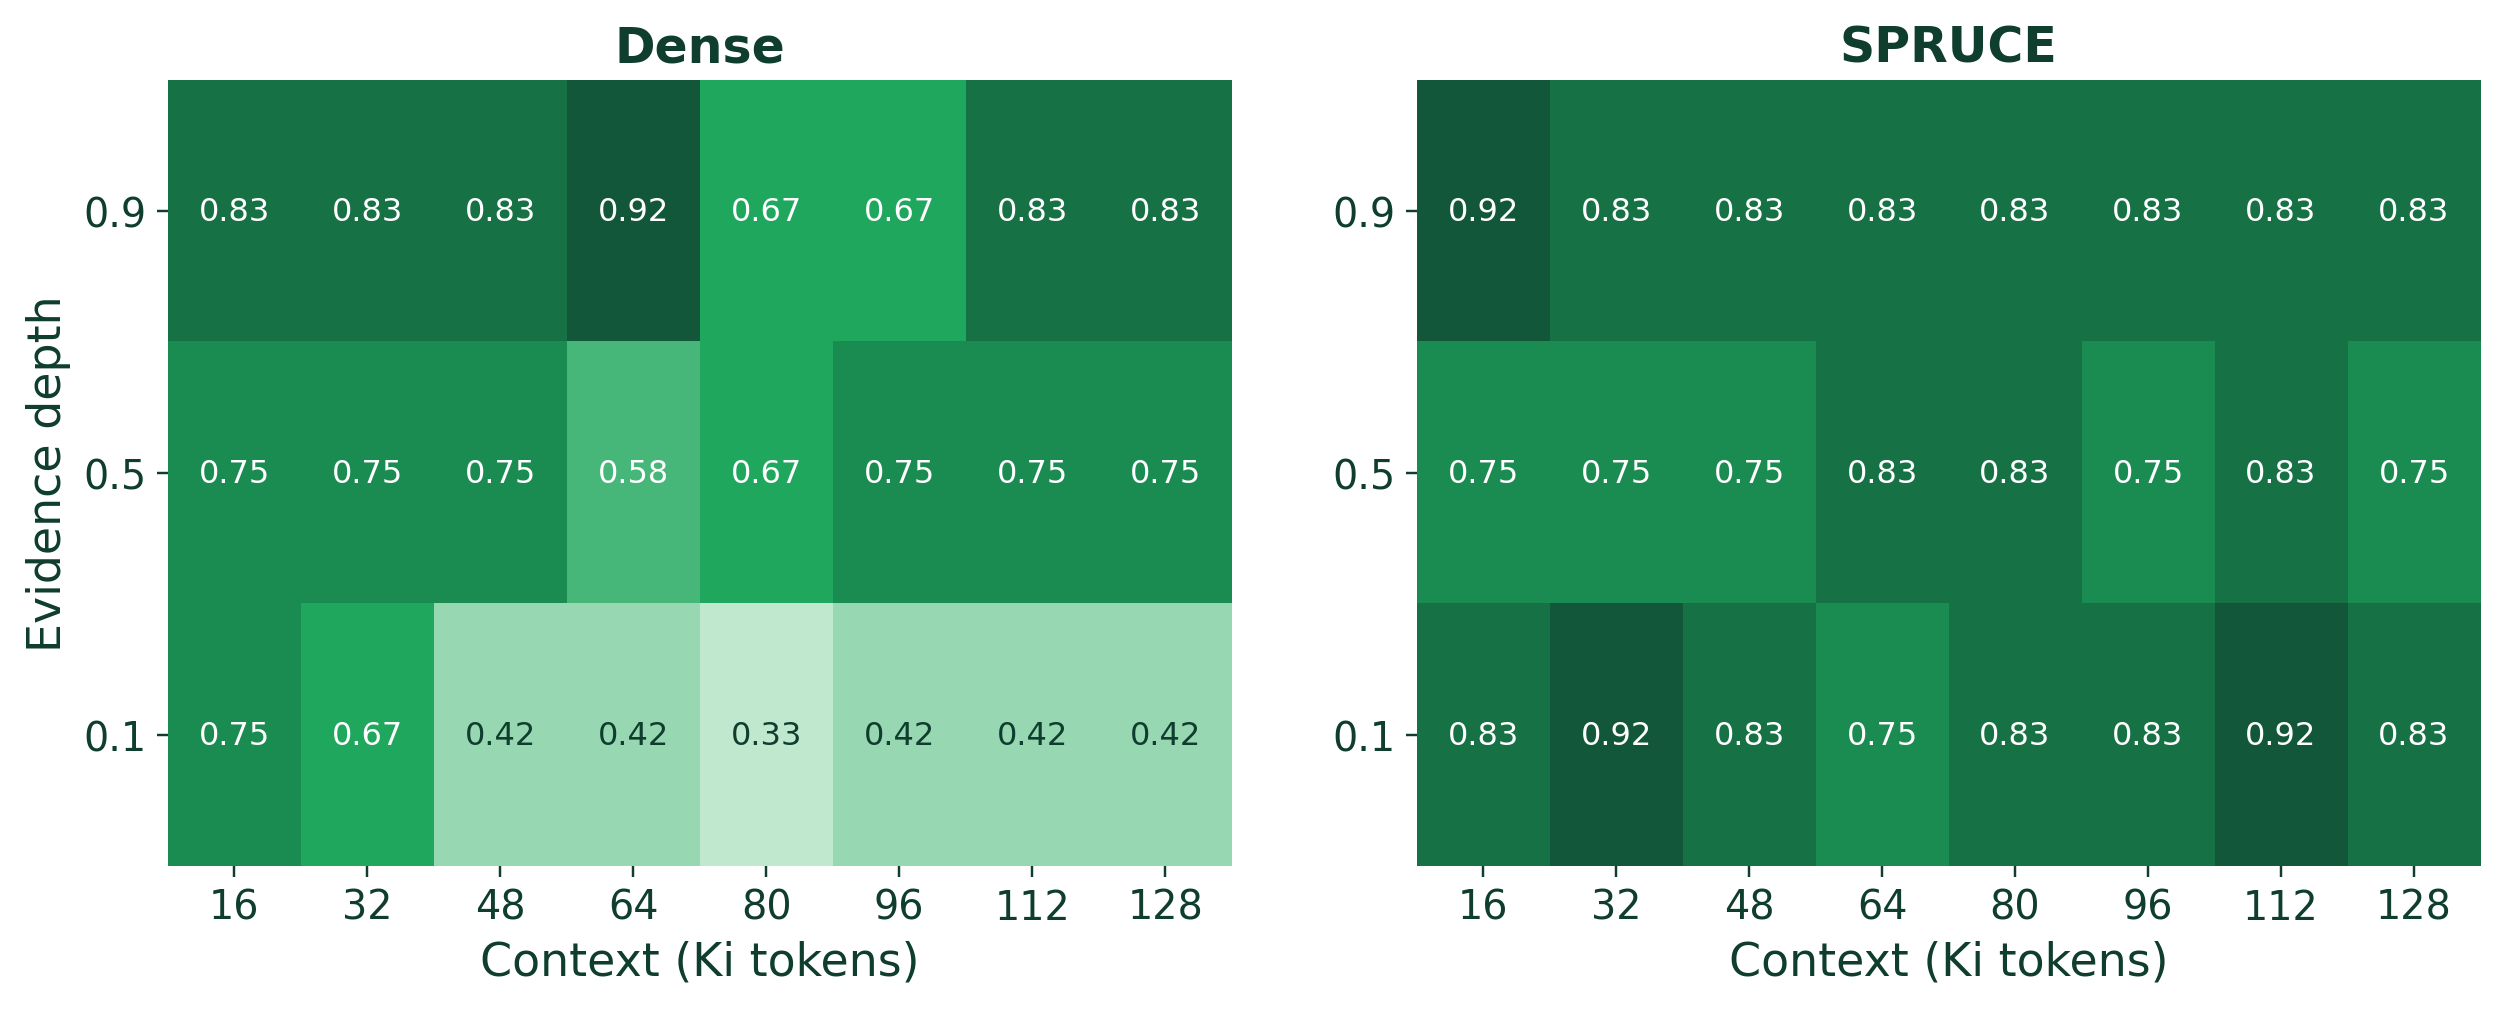 Dense
0.9 0.83 0.83 0.83 0.92 0.67 0.67 0.83 0.83
0.5 0.75 0.75 0.75 0.58 0.67 0.75 0.75 0.75
0.1 0.75 0.67 0.42 0.42 0.33 0.42 0.42 0.42
16 32 48 64 80 96 112 128
Context (Ki tokens)
Evidence depth
SPRUCE
0.9 0.92 0.83 0.83 0.83 0.83 0.83 0.83 0.83
0.5 0.75 0.75 0.75 0.83 0.83 0.75 0.83 0.75
0.1 0.83 0.92 0.83 0.75 0.83 0.83 0.92 0.83
16 32 48 64 80 96 112 128
Context (Ki tokens)